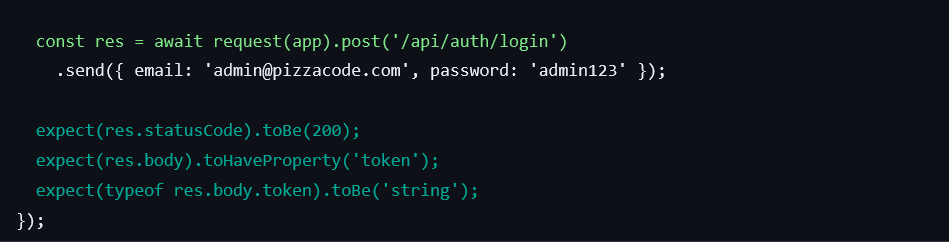 const res = await request(app).post('/api/auth/login')
.send({ email: 'admin@pizzacode.com', password: 'admin123' });
expect(res.statusCode).toBe(200);
expect(res.body).toHaveProperty('token');
expect(typeof res.body.token).toBe('string');
});